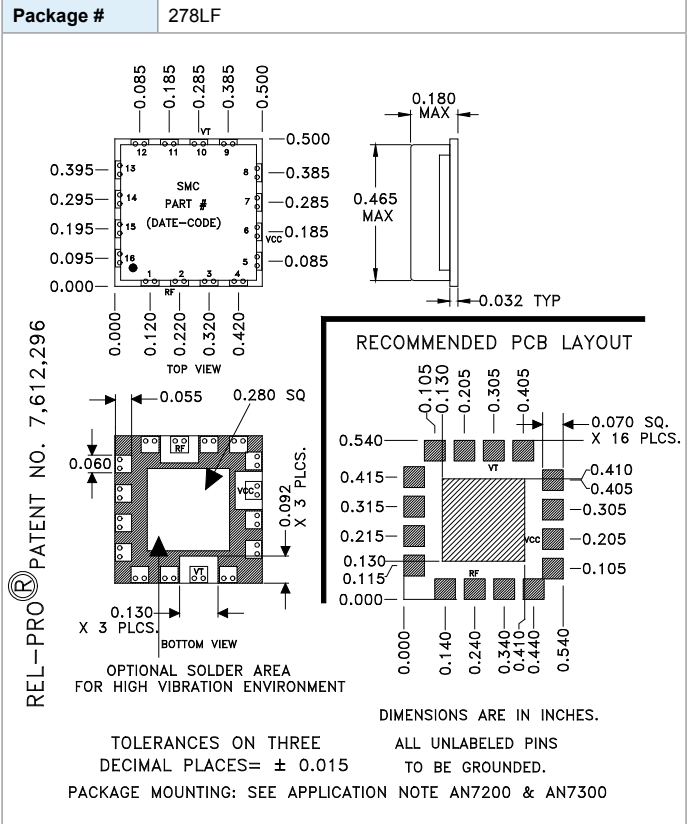 Package # 278LF
0.085 0.185 0.285 0.385 0.500
VT
12 11 10 9
0.500
0.180
MAX
0.395 13
8 0.385
SMC
0.295 14
PART #
7 0.285
0.465
MAX
(DATE-CODE)
0.195 15
6 0.185
VCC
0.095 16
5 0.085
1 2 3 4
0.000
RF
0.032 TYP
0.000 0.120 0.220 0.320 0.420
TOP VIEW
REL-PRO® PATENT NO. 7,612,296
0.055
0.280 SQ
0.060
RF
VCC
0.092
X 3 PLCS.
VT
0.130
X 3 PLCS.
BOTTOM VIEW
OPTIONAL SOLDER AREA
FOR HIGH VIBRATION ENVIRONMENT
RECOMMENDED PCB LAYOUT
0.105 0.130 0.205 0.305 0.405
0.070 SQ.
X 16 PLCS.
0.540
VT
0.415
0.410
0.405
0.315
0.305
0.215
VCC
0.205
0.130
0.115
0.105
RF
0.000
0.000 0.140 0.240 0.340 0.410 0.440 0.540
DIMENSIONS ARE IN INCHES.
TOLERANCES ON THREE
DECIMAL PLACES= ± 0.015
ALL UNLABELED PINS
TO BE GROUNDED.
PACKAGE MOUNTING: SEE APPLICATION NOTE AN7200 & AN7300